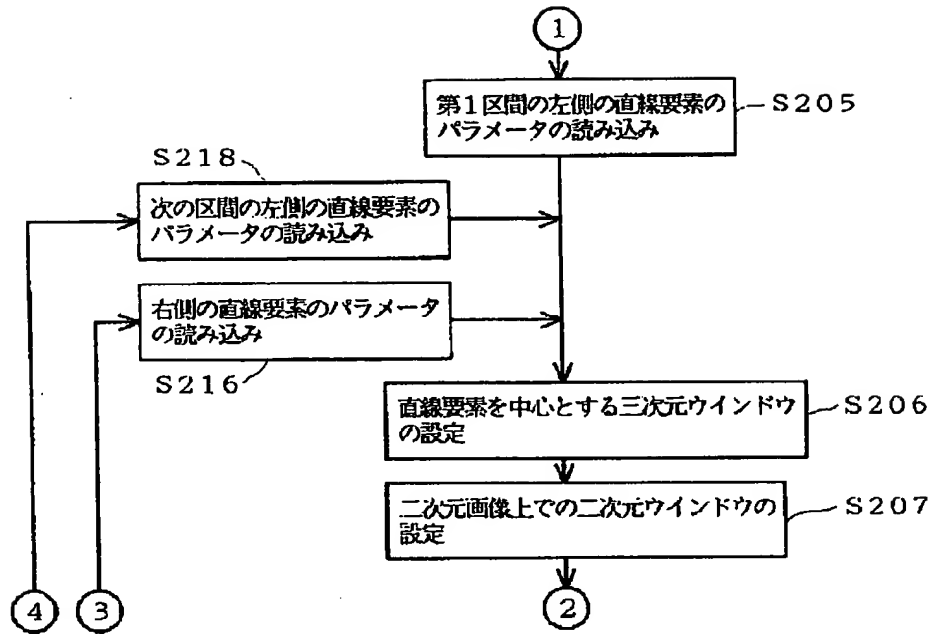 1
第1区間の左側の直線要素の
パラメータの読み込み
S205
S218
次の区間の左側の直線要素の
パラメータの読み込み
右側の直線要素のパラメータ
の読み込み
S216
直線要素を中心とする三次元ウインドウ
の設定
S206
二次元画像上での二次元ウインドウの
設定
S207
4
3
2